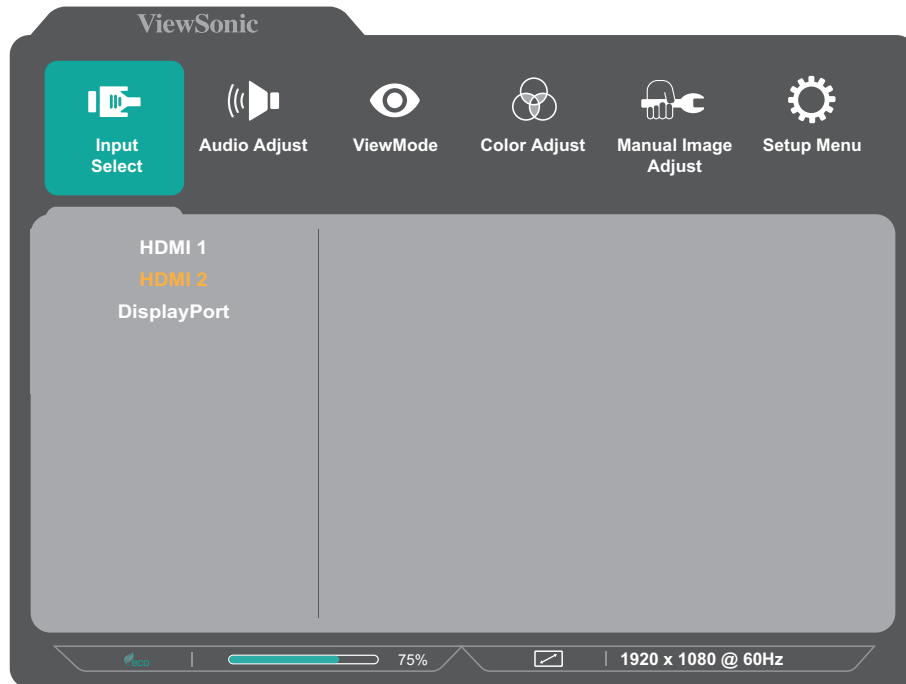 ViewSonic
Input
Select
Audio Adjust
ViewMode
Color Adjust
Manual Image
Adjust
Setup Menu
HDMI 1
HDMI 2
DisplayPort
eco
75%
1920 x 1080 @ 60Hz